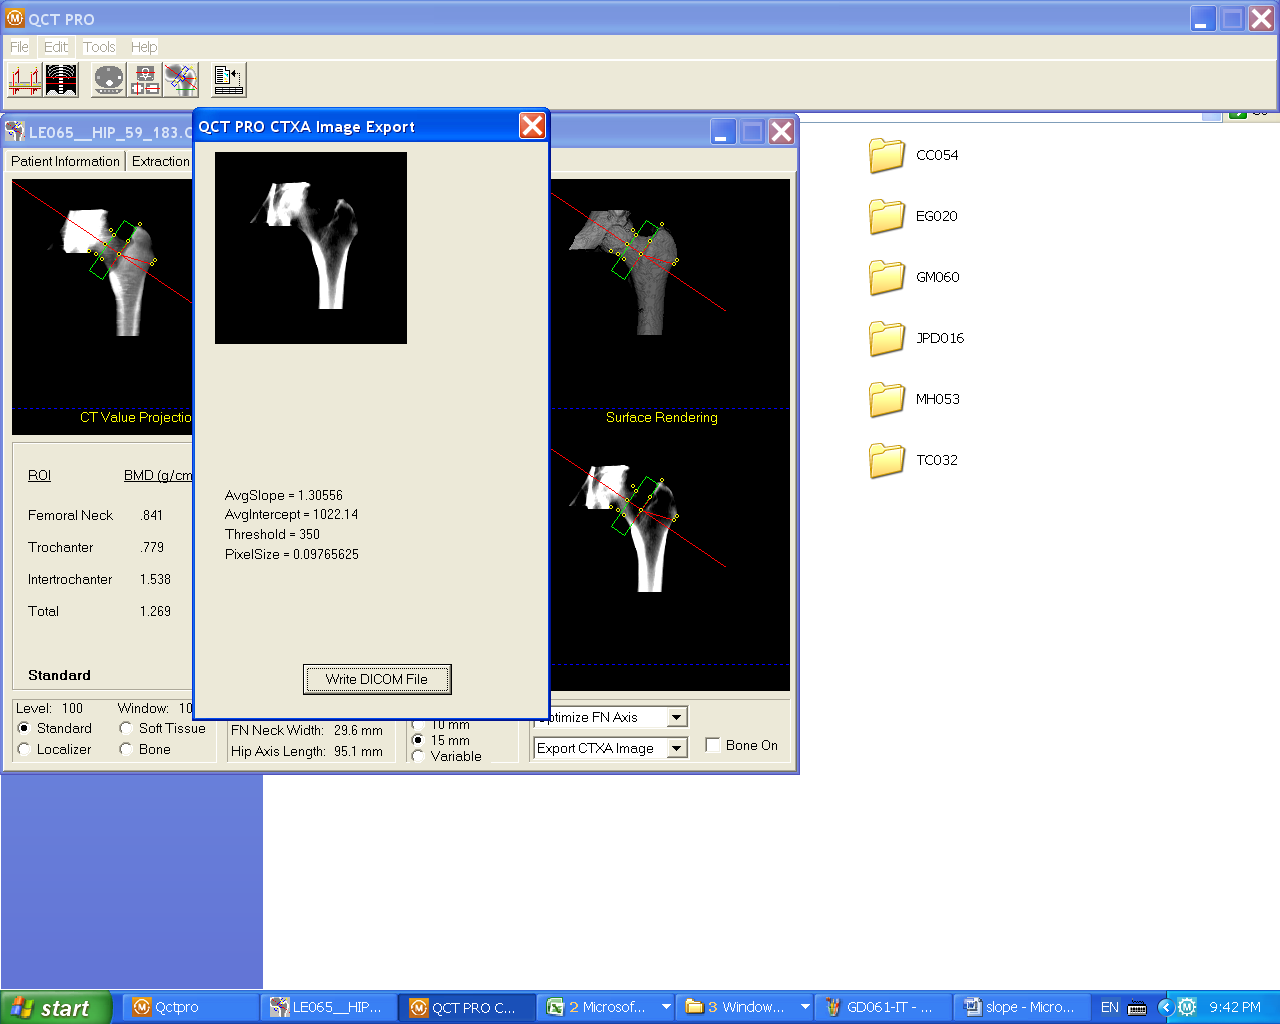 QCT PRO
File Edit Tools Help
LE065__HIP_59_183.
QCT PRO CTXA Image Export
Patient Information Extraction
CC054
EG020
GM060
JPD016
MH053
TC032
CT Value Projectio
Surface Rendering
ROI BMD (g/cm
Femoral Neck .841
Trochanter .779
Intertrochanter 1.538
Total 1.269
Standard
AvgSlope = 1.30556
AvgIntercept = 1022.14
Threshold = 350
PixelSize = 0.09765625
Write DICOM File
Level: 100 Window: 10
Standard Soft Tissue
Localizer Bone
FN Neck Width: 29.6 mm
Hip Axis Length: 95.1 mm
10 mm
15 mm
Variable
ptimize FN Axis
Export CTXA Image
Bone On
start Qctpro LE065__HIP... QCT PRO C... 2 Microsof... 3 Window... GD061-IT - ... slope - Micro... EN 9:42 PM